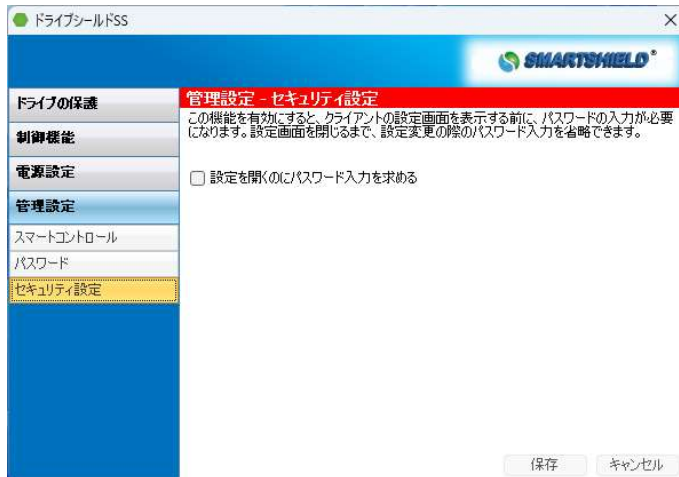 ドライブシールドSS
SMARTSHIELD
ドライブの保護
制御機能
電源設定
管理設定
スマートコントロール
パスワード
セキュリティ設定
管理設定 - セキュリティ設定
この機能を有効にすると、クライアントの設定画面を表示する前に、パスワードの入力が必要
になります。設定画面を閉じるまで、設定変更の際のパスワード入力を省略できます。
設定を開くのにパスワード入力を求める
保存
キャンセル